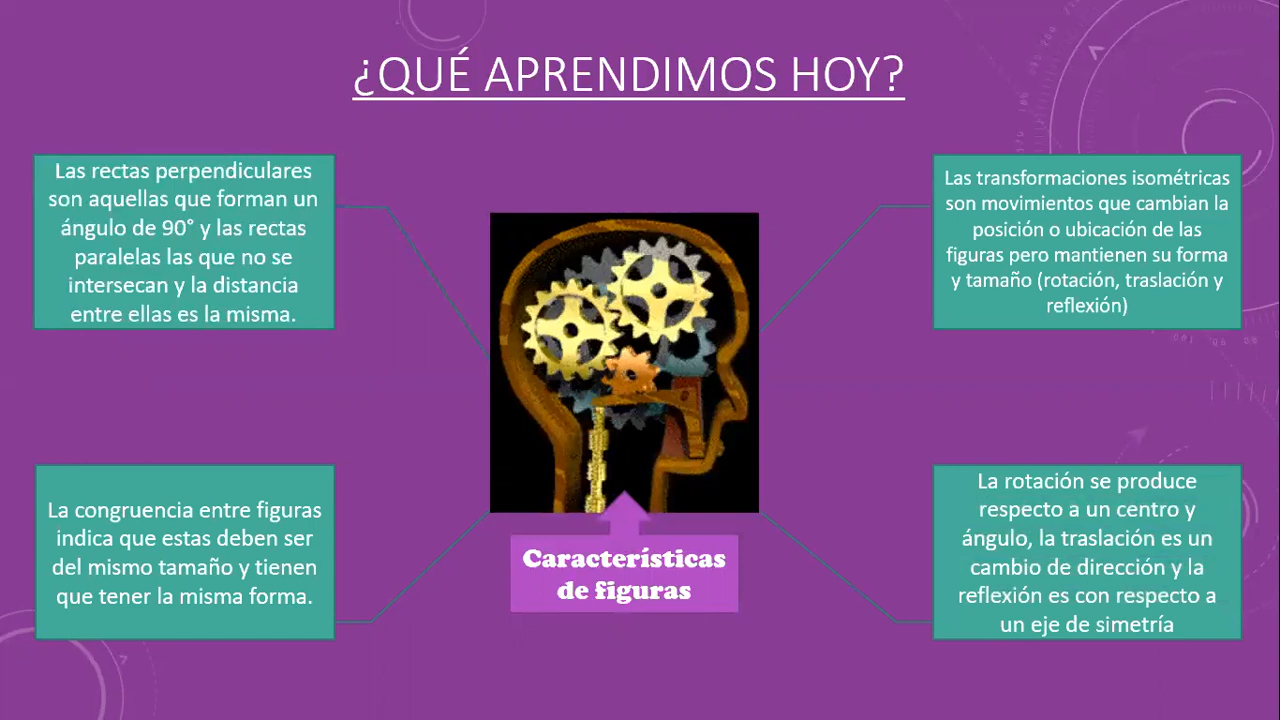 ¿QUÉ APRENDIMOS HOY?
Las rectas perpendiculares
son aquellas que forman un
ángulo de 90° y las rectas
paralelas las que no se
intersecan y la distancia
entre ellas es la misma.
Las transformaciones isométricas
son movimientos que cambian la
posición o ubicación de las
figuras pero mantienen su forma
y tamaño (rotación, traslación y
reflexión)
La congruencia entre figuras
indica que estas deben ser
del mismo tamaño y tienen
que tener la misma forma.
Características
de figuras
La rotación se produce
respecto a un centro y
ángulo, la traslación es un
cambio de dirección y la
reflexión es con respecto a
un eje de simetría